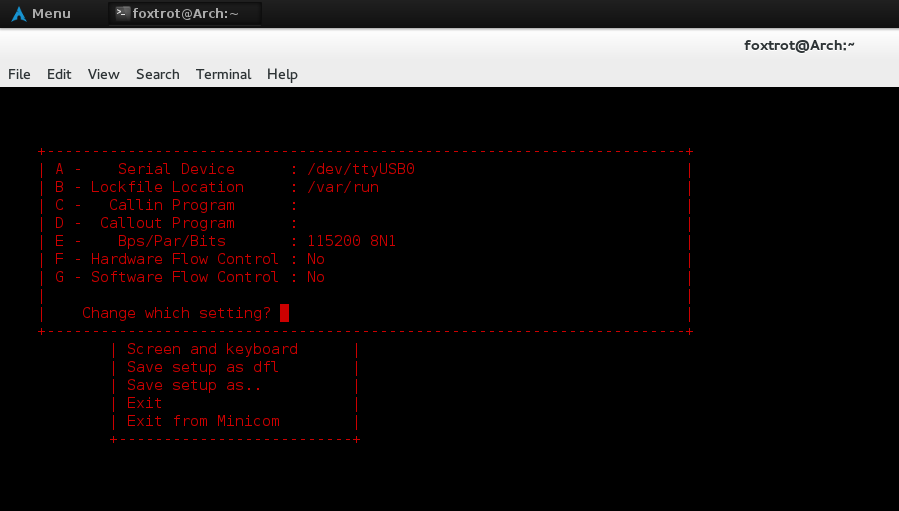 Menu foxtrot@Arch:~
foxtrot@Arch:~
File Edit View Search Terminal Help
+-----------------------------------------------------------------------+
| A -    Serial Device      : /dev/ttyUSB0                              |
| B - Lockfile Location     : /var/run                                  |
| C -   Callin Program      :                                           |
| D -  Callout Program      :                                           |
| E -    Bps/Par/Bits       : 115200 8N1                                |
| F - Hardware Flow Control : No                                        |
| G - Software Flow Control : No                                        |
|                                                                       |
|    Change which setting?                                              |
+-----------------------------------------------------------------------+
| Screen and keyboard      |
| Save setup as dfl        |
| Save setup as..          |
| Exit                     |
| Exit from Minicom        |
+--------------------------+